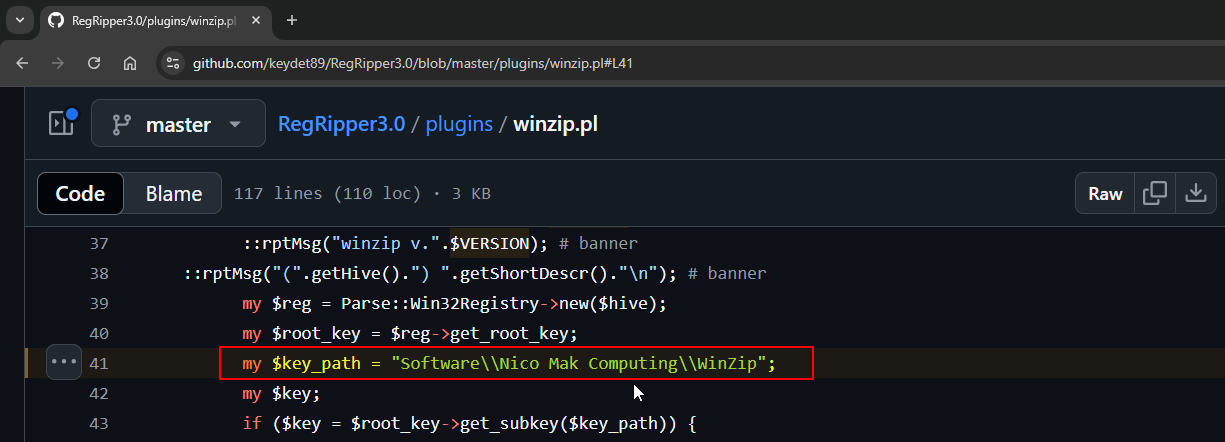 RegRipper3.0/plugins/winzip.pl
github.com/keydet89/RegRipper3.0/blob/master/plugins/winzip.pl#L41
master RegRipper3.0 / plugins / winzip.pl
Code Blame 117 lines (110 loc) · 3 KB Raw
37 ::rptMsg("winzip v.".$VERSION); # banner
38 ::rptMsg("(".getHive().") ".getShortDescr()."\n"); # banner
39 my $reg = Parse::Win32Registry->new($hive);
40 my $root_key = $reg->get_root_key;
41 my $key_path = "Software\\Nico Mak Computing\\WinZip";
42 my $key;
43 if ($key = $root_key->get_subkey($key_path)) {